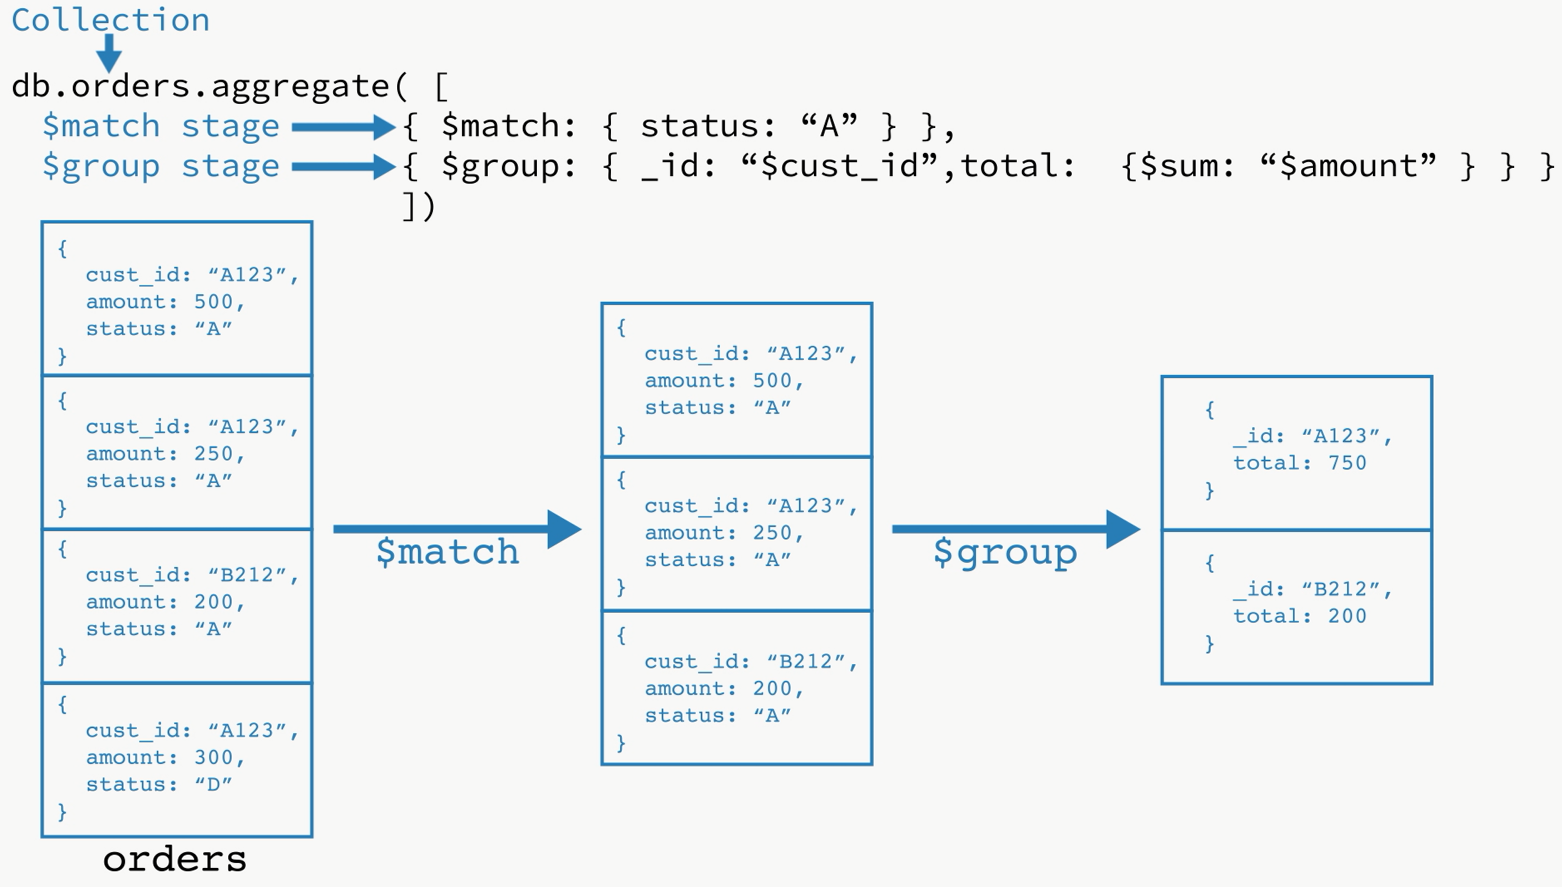 Collection
db.orders.aggregate( [
$match stage { $match: { status: “A” } },
$group stage { $group: { _id: “$cust_id”,total: {$sum: “$amount” } } }
])
{
cust_id: “A123”,
amount: 500,
status: “A”
}
{
cust_id: “A123”,
amount: 250,
status: “A”
}
{
cust_id: “B212”,
amount: 200,
status: “A”
}
{
cust_id: “A123”,
amount: 300,
status: “D”
}
orders
$match
{
cust_id: “A123”,
amount: 500,
status: “A”
}
{
cust_id: “A123”,
amount: 250,
status: “A”
}
{
cust_id: “B212”,
amount: 200,
status: “A”
}
$group
{
_id: “A123”,
total: 750
}
{
_id: “B212”,
total: 200
}